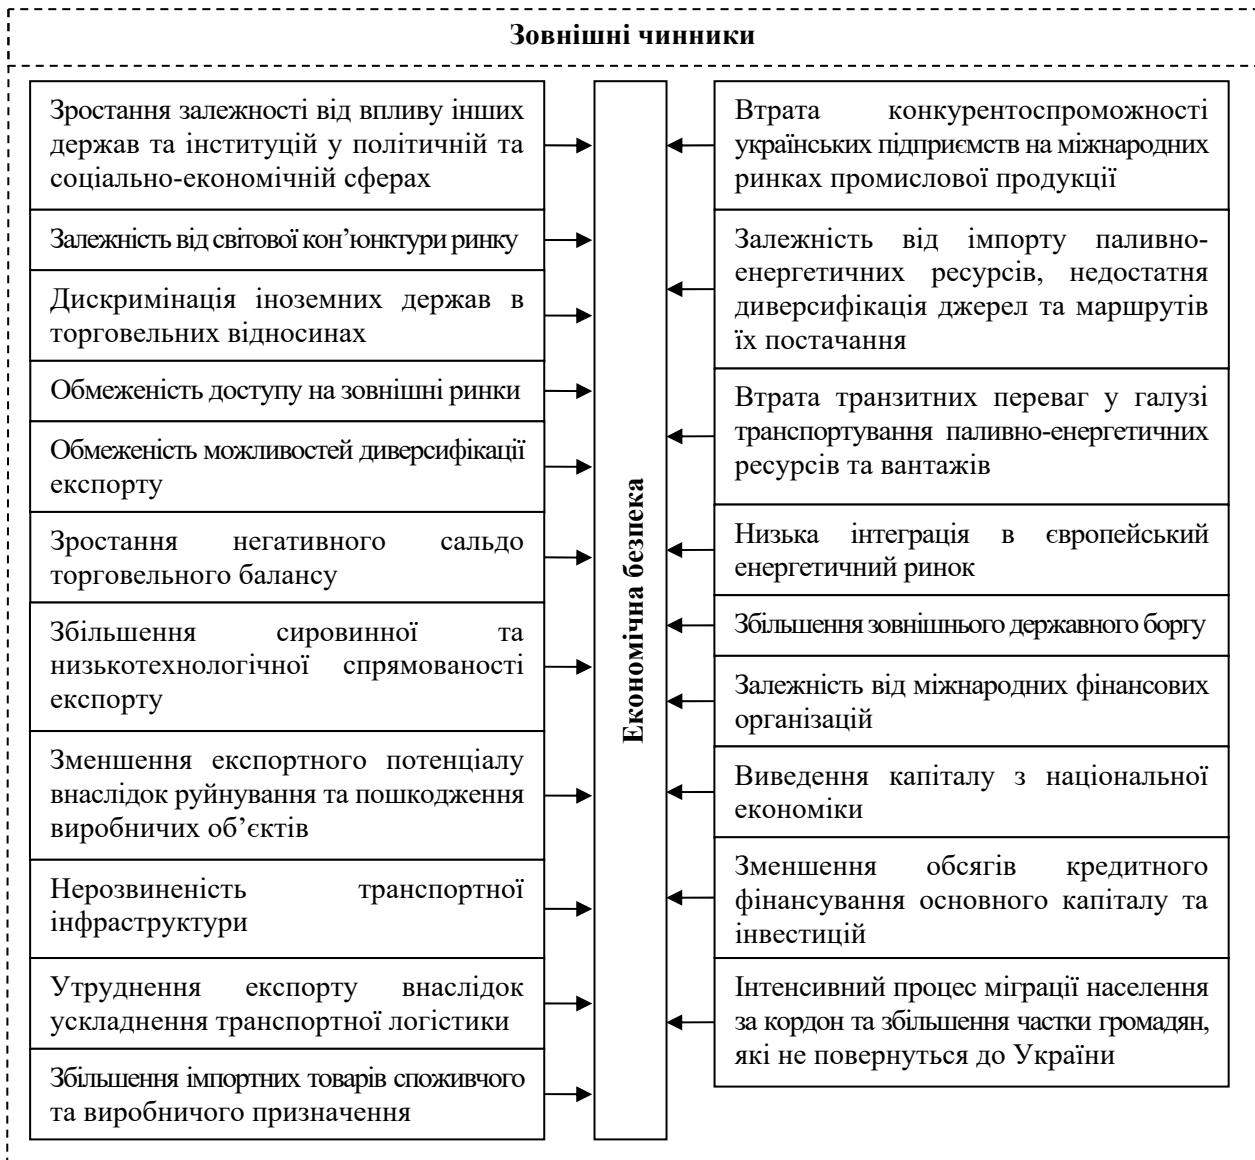 Зовнішні чинники
Зростання залежності від впливу інших
держав та інституцій у політичній та
соціально-економічній сферах
Залежність від світової кон’юнктури ринку
Дискримінація іноземних держав в
торговельних відносинах
Обмеженість доступу на зовнішні ринки
Обмеженість можливостей диверсифікації
експорту
Зростання негативного сальдо
торговельного балансу
Збільшення сировинної та
низькотехнологічної спрямованості
експорту
Зменшення експортного потенціалу
внаслідок руйнування та пошкодження
виробничих об’єктів
Нерозвиненість транспортної
інфраструктури
Утруднення експорту внаслідок
ускладнення транспортної логістики
Збільшення імпортних товарів споживчого
та виробничого призначення
Економічна безпека
Втрата конкурентоспроможності
українських підприємств на міжнародних
ринках промислової продукції
Залежність від імпорту паливно-
енергетичних ресурсів, недостатня
диверсифікація джерел та маршрутів
їх постачання
Втрата транзитних переваг у галузі
транспортування паливно-енергетичних
ресурсів та вантажів
Низька інтеграція в європейський
енергетичний ринок
Збільшення зовнішнього державного боргу
Залежність від міжнародних фінансових
організацій
Виведення капіталу з національної
економіки
Зменшення обсягів кредитного
фінансування основного капіталу та
інвестицій
Інтенсивний процес міграції населення
за кордон та збільшення частки громадян,
які не повернуться до України